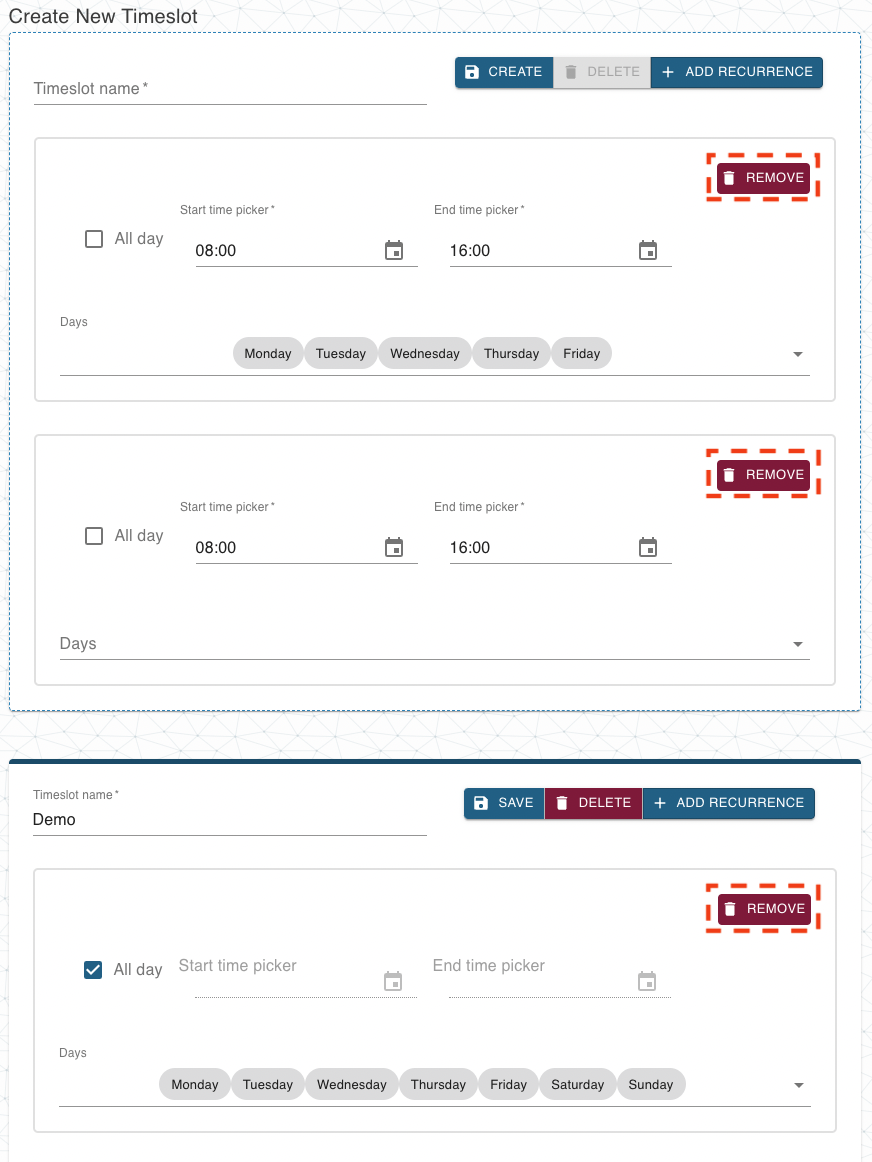 Create New Timeslot
CREATE DELETE ADD RECURRENCE
Timeslot name *
REMOVE
Start time picker * End time picker *
All day 08:00 16:00
Days
Monday Tuesday Wednesday Thursday Friday
REMOVE
Start time picker * End time picker *
All day 08:00 16:00
Days
Timeslot name *
SAVE DELETE ADD RECURRENCE
Demo
REMOVE
All day Start time picker End time picker
Days
Monday Tuesday Wednesday Thursday Friday Saturday Sunday